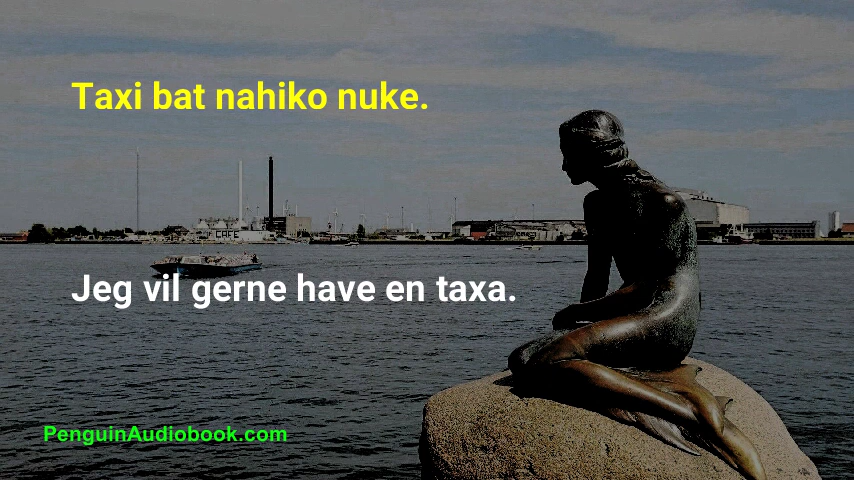 Taxi bat nahiko nuke.
Jeg vil gerne have en taxa.
PenguinAudiobook.com